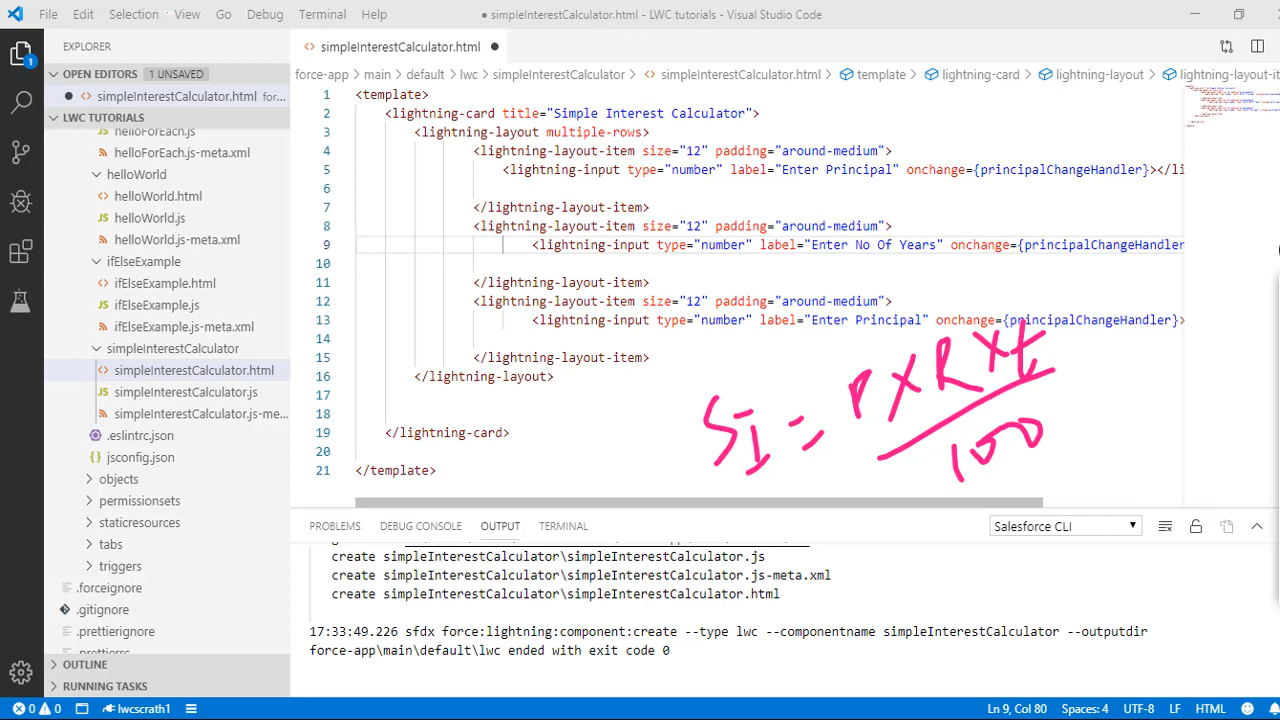 File Edit Selection View Go Debug Terminal Help
● simpleInterestCalculator.html - LWC tutorials - Visual Studio Code
EXPLORER
OPEN EDITORS 1 UNSAVED
● simpleInterestCalculator.html for...
LWC TUTORIALS
helloForEach.js
helloForEach.js-meta.xml
helloWorld
helloWorld.html
helloWorld.js
helloWorld.js-meta.xml
ifElseExample
ifElseExample.html
ifElseExample.js
ifElseExample.js-meta.xml
simpleInterestCalculator
simpleInterestCalculator.html
simpleInterestCalculator.js
simpleInterestCalculator.js-me...
.eslintrc.json
jsconfig.json
objects
permissionsets
staticresources
tabs
triggers
.forceignore
.gitignore
.prettierignore
.prettierrc
OUTLINE
RUNNING TASKS
simpleInterestCalculator.html ●
force-app > main > default > lwc > simpleInterestCalculator > simpleInterestCalculator.html > template > lightning-card > lightning-layout > lightning-layout-it
1 <template>
2 <lightning-card title="Simple Interest Calculator">
3 <lightning-layout multiple-rows>
4 <lightning-layout-item size="12" padding="around-medium">
5 <lightning-input type="number" label="Enter Principal" onchange={principalChangeHandler}></li
6
7 </lightning-layout-item>
8 <lightning-layout-item size="12" padding="around-medium">
9 <lightning-input type="number" label="Enter No Of Years" onchange={principalChangeHandler
10
11 </lightning-layout-item>
12 <lightning-layout-item size="12" padding="around-medium">
13 <lightning-input type="number" label="Enter Principal" onchange={principalChangeHandler}>
14
15 </lightning-layout-item>
16 </lightning-layout>
17
18
19 </lightning-card>
20
21 </template>
SI = P X R X t
100
PROBLEMS DEBUG CONSOLE OUTPUT TERMINAL Salesforce CLI
create simpleInterestCalculator\simpleInterestCalculator.js
create simpleInterestCalculator\simpleInterestCalculator.js-meta.xml
create simpleInterestCalculator\simpleInterestCalculator.html
17:33:49.226 sfdx force:lightning:component:create --type lwc --componentname simpleInterestCalculator --outputdir
force-app\main\default\lwc ended with exit code 0
0 0 lwcscrath1 Ln 9, Col 80 Spaces: 4 UTF-8 LF HTML